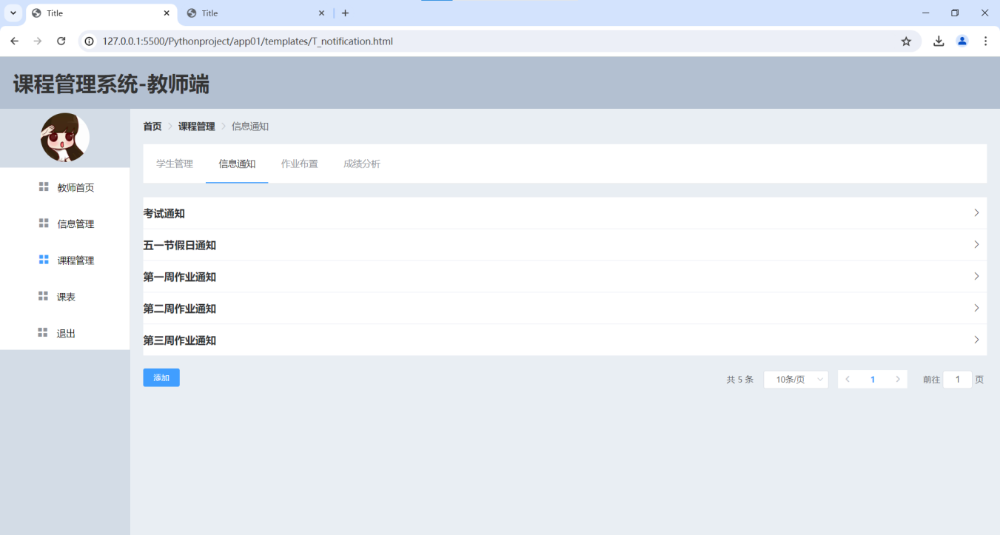 Title
Title
127.0.0.1:5500/Pythonproject/app01/templates/T_notification.html
课程管理系统-教师端
首页 课程管理 信息通知
学生管理 信息通知 作业布置 成绩分析
教师首页
信息管理
课程管理
课表
退出
考试通知
五一节假日通知
第一周作业通知
第二周作业通知
第三周作业通知
添加
共 5 条 10条/页 1 前往 1 页